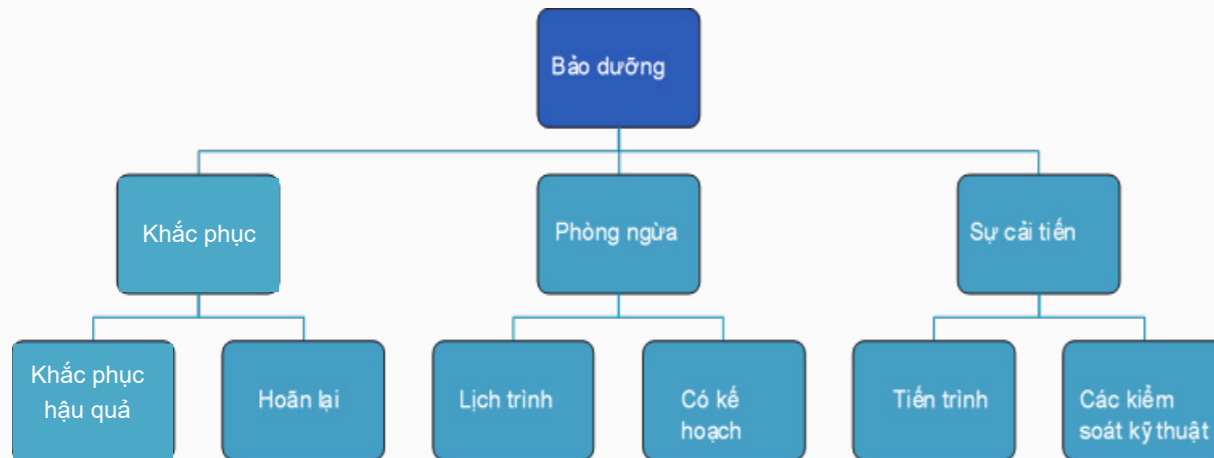 Bảo dưỡng
Khắc phục
Phòng ngừa
Sự cải tiến
Khắc phục
hậu quả
Hoãn lại
Lịch trình
Có kế
hoạch
Tiến trình
Các kiểm
soát kỹ thuật